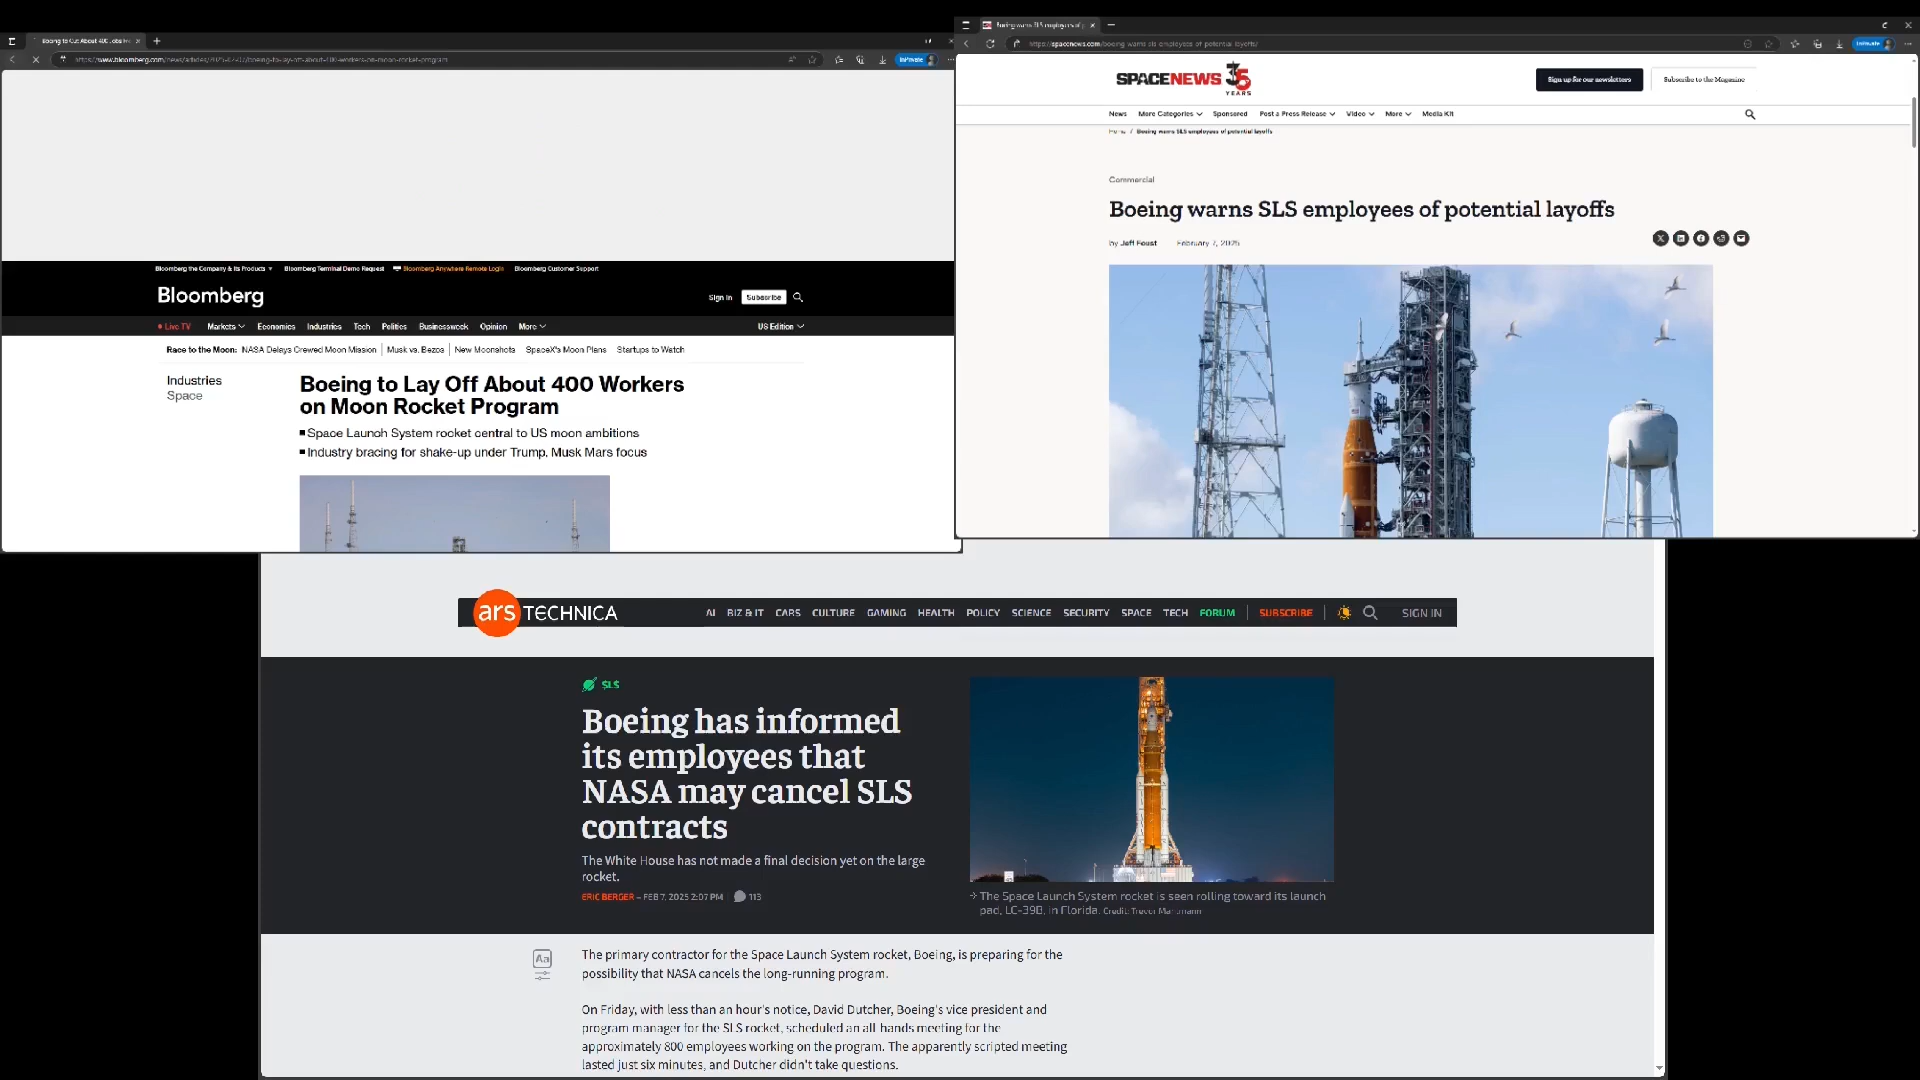 Boeing to Cut About 400 Jobs
https://www.bloomberg.com/news/articles/2025-02-07/boeing-to-lay-off-about-400-workers-on-moon-rocket-program
InPrivate
Bloomberg the Company & Its Products
Bloomberg Terminal Demo Request
Bloomberg Anywhere Remote Login
Bloomberg Customer Support
Bloomberg
Sign In
Subscribe
Live TV
Markets
Economics
Industries
Tech
Politics
Businessweek
Opinion
More
US Edition
Race to the Moon:
NASA Delays Crewed Moon Mission
Musk vs. Bezos
New Moonshots
SpaceX's Moon Plans
Startups to Watch
Industries
Space
Boeing to Lay Off About 400 Workers
on Moon Rocket Program
Space Launch System rocket central to US moon ambitions
Industry bracing for shake-up under Trump, Musk Mars focus
Boeing warns SLS employees of p
https://spacenews.com/boeing-warns-sls-employees-of-potential-layoffs/
InPrivate
SPACENEWS 35
YEARS
Sign up for our newsletters
Subscribe to the Magazine
News
More Categories
Sponsored
Post a Press Release
Video
More
Media Kit
Home / Boeing warns SLS employees of potential layoffs
Commercial
Boeing warns SLS employees of potential layoffs
by Jeff Foust
February 7, 2025
ars TECHNICA
AI
BIZ & IT
CARS
CULTURE
GAMING
HEALTH
POLICY
SCIENCE
SECURITY
SPACE
TECH
FORUM
SUBSCRIBE
SIGN IN
$L$
Boeing has informed
its employees that
NASA may cancel SLS
contracts
The White House has not made a final decision yet on the large
rocket.
ERIC BERGER – FEB 7, 2025 2:07 PM
113
The Space Launch System rocket is seen rolling toward its launch
pad, LC-39B, in Florida. Credit: Trevor Mahlmann
Aa
The primary contractor for the Space Launch System rocket, Boeing, is preparing for the
possibility that NASA cancels the long-running program.
On Friday, with less than an hour's notice, David Dutcher, Boeing's vice president and
program manager for the SLS rocket, scheduled an all-hands meeting for the
approximately 800 employees working on the program. The apparently scripted meeting
lasted just six minutes, and Dutcher didn't take questions.